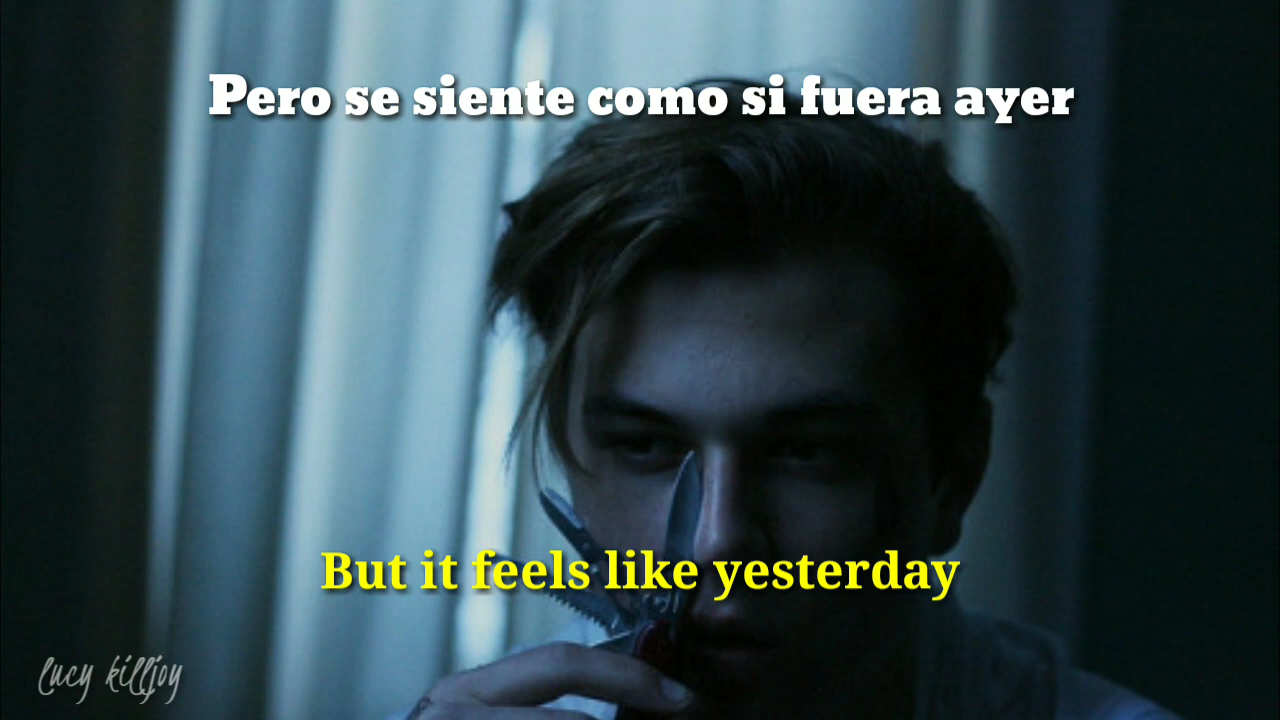 Pero se siente como si fuera ayer
But it feels like yesterday
lucy killjoy